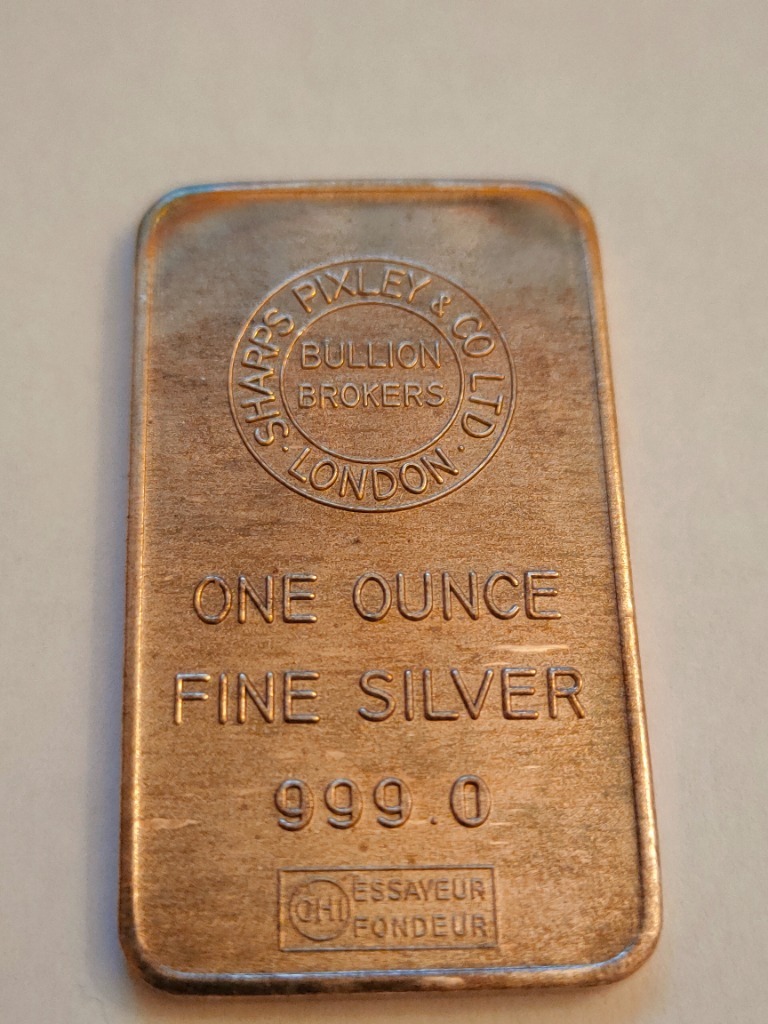 SHARPS PIXLEY & CO LTD
· LONDON ·
BULLION
BROKERS
ONE OUNCE
FINE SILVER
999.0
CHI
ESSAYEUR
FONDEUR